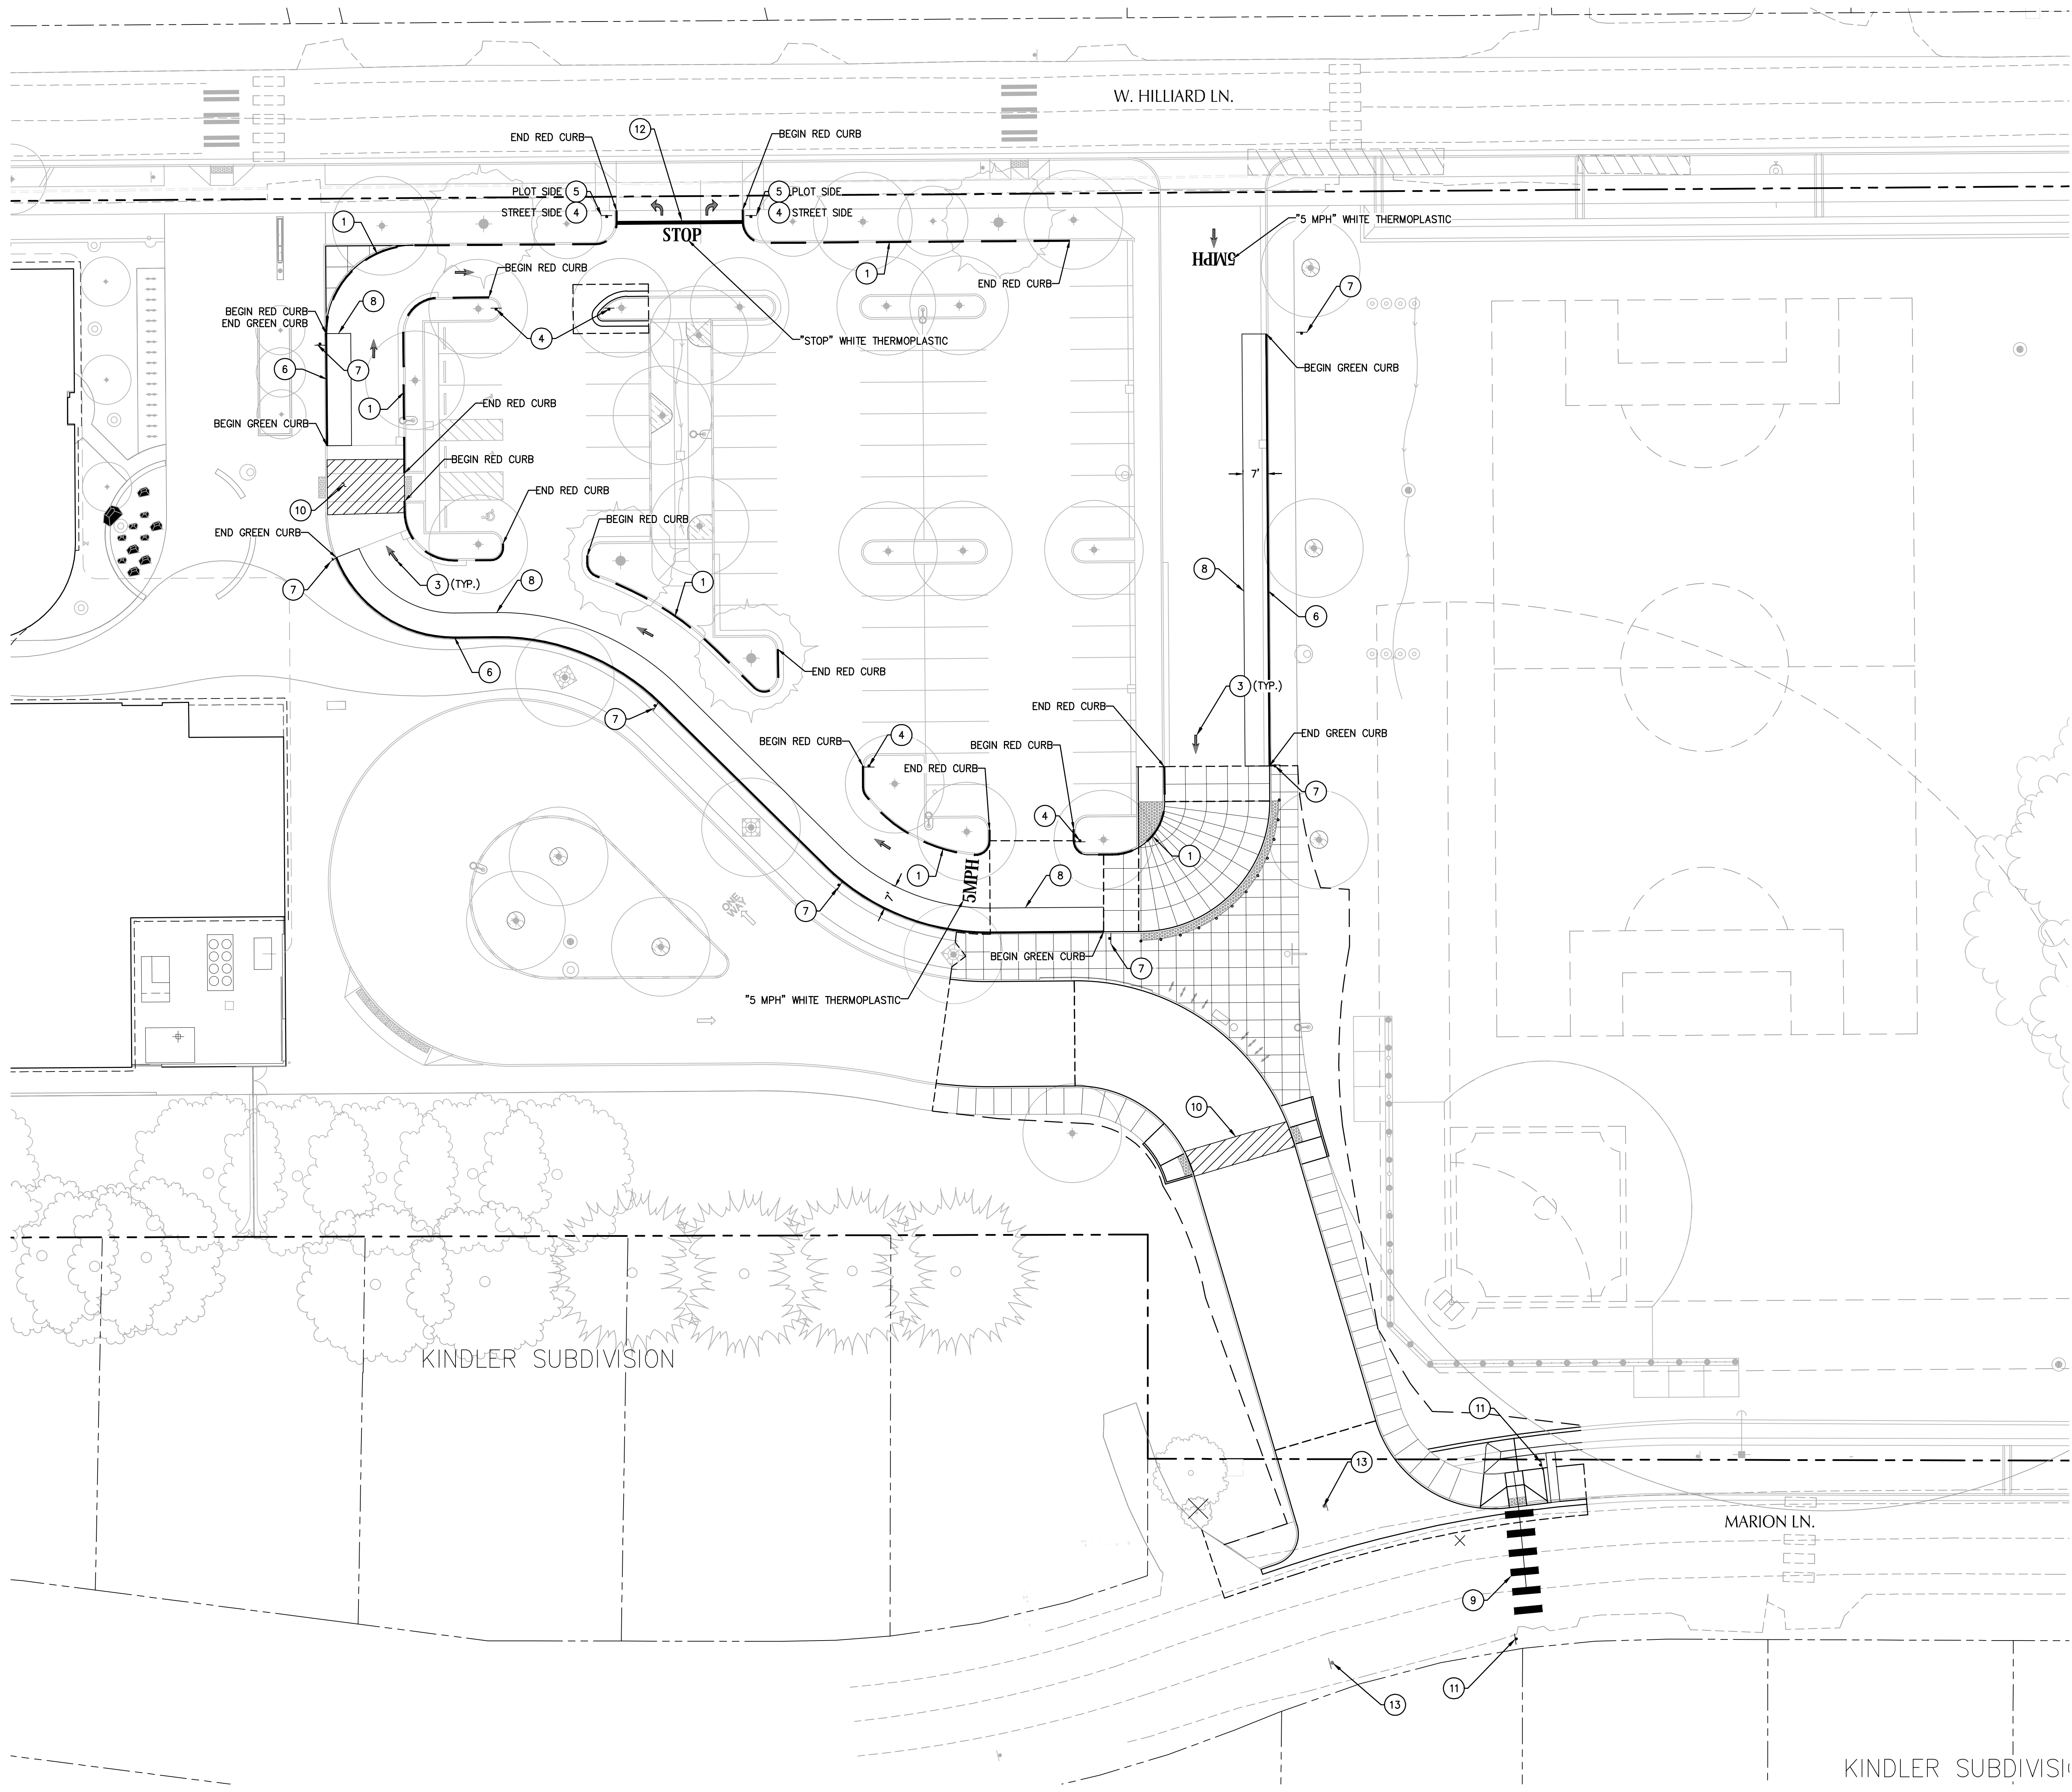 W. HILLIARD LN.
12
END RED CURB
BEGIN RED CURB
PLOT SIDE 5
5 PLOT SIDE
STREET SIDE 4
4 STREET SIDE
1
STOP
"5 MPH" WHITE THERMOPLASTIC
5MPH
BEGIN RED CURB
1
END RED CURB
7
8
BEGIN RED CURB
END GREEN CURB
4
"STOP" WHITE THERMOPLASTIC
6
7
BEGIN GREEN CURB
1
END RED CURB
BEGIN GREEN CURB
BEGIN RED CURB
7'
END RED CURB
10
BEGIN RED CURB
END GREEN CURB
8
7
3 (TYP.)
8
1
6
6
END RED CURB
3 (TYP.)
7
END RED CURB
BEGIN RED CURB
4
BEGIN RED CURB
END GREEN CURB
END RED CURB
7
4
1
1
8
5MPH
7'
7
ONE
WAY
BEGIN GREEN CURB
7
"5 MPH" WHITE THERMOPLASTIC
10
KINDLER SUBDIVISION
11
13
MARION LN.
9
11
13
KINDLER SUBDIVISI